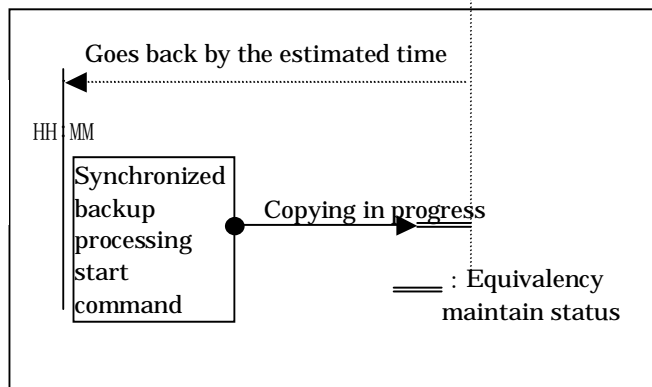 Goes back by the estimated time
HH:MM
Synchronized
backup
processing
start
command
Copying in progress
: Equivalency
maintain status